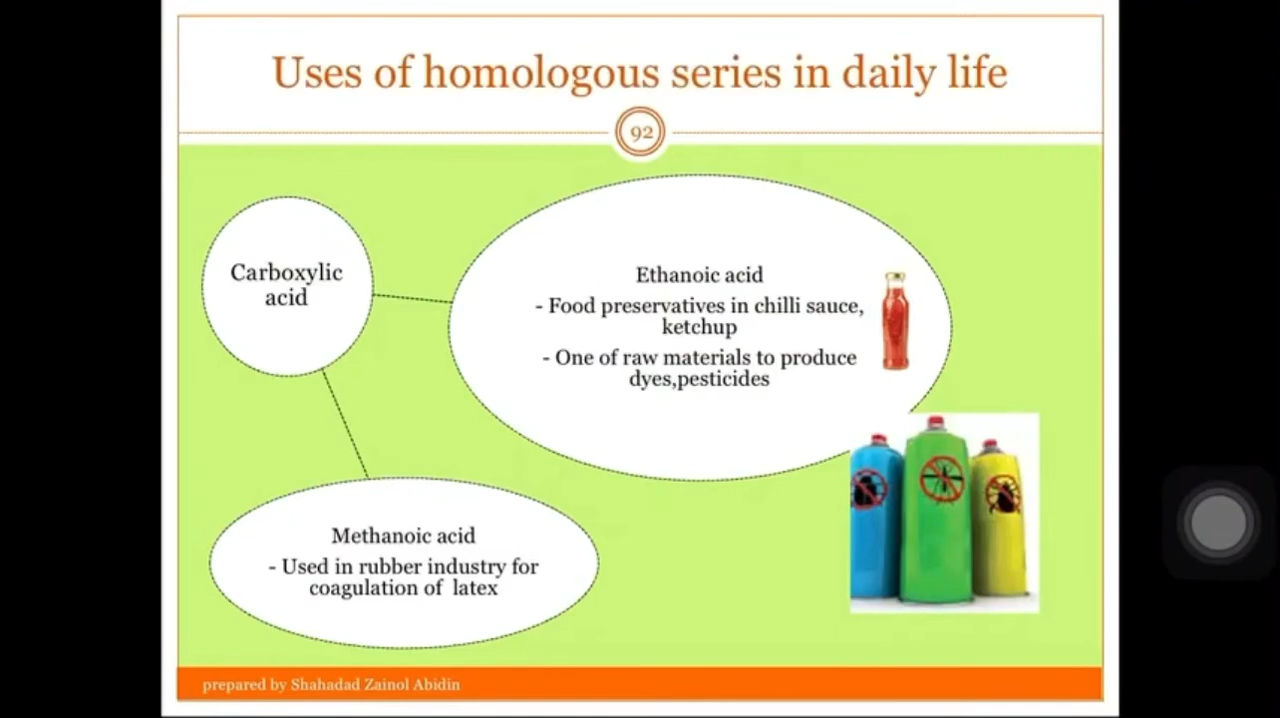 Uses of homologous series in daily life
92
Carboxylic
acid
Ethanoic acid
- Food preservatives in chilli sauce,
ketchup
- One of raw materials to produce
dyes,pesticides
Methanoic acid
- Used in rubber industry for
coagulation of latex
prepared by Shahadad Zainol Abidin